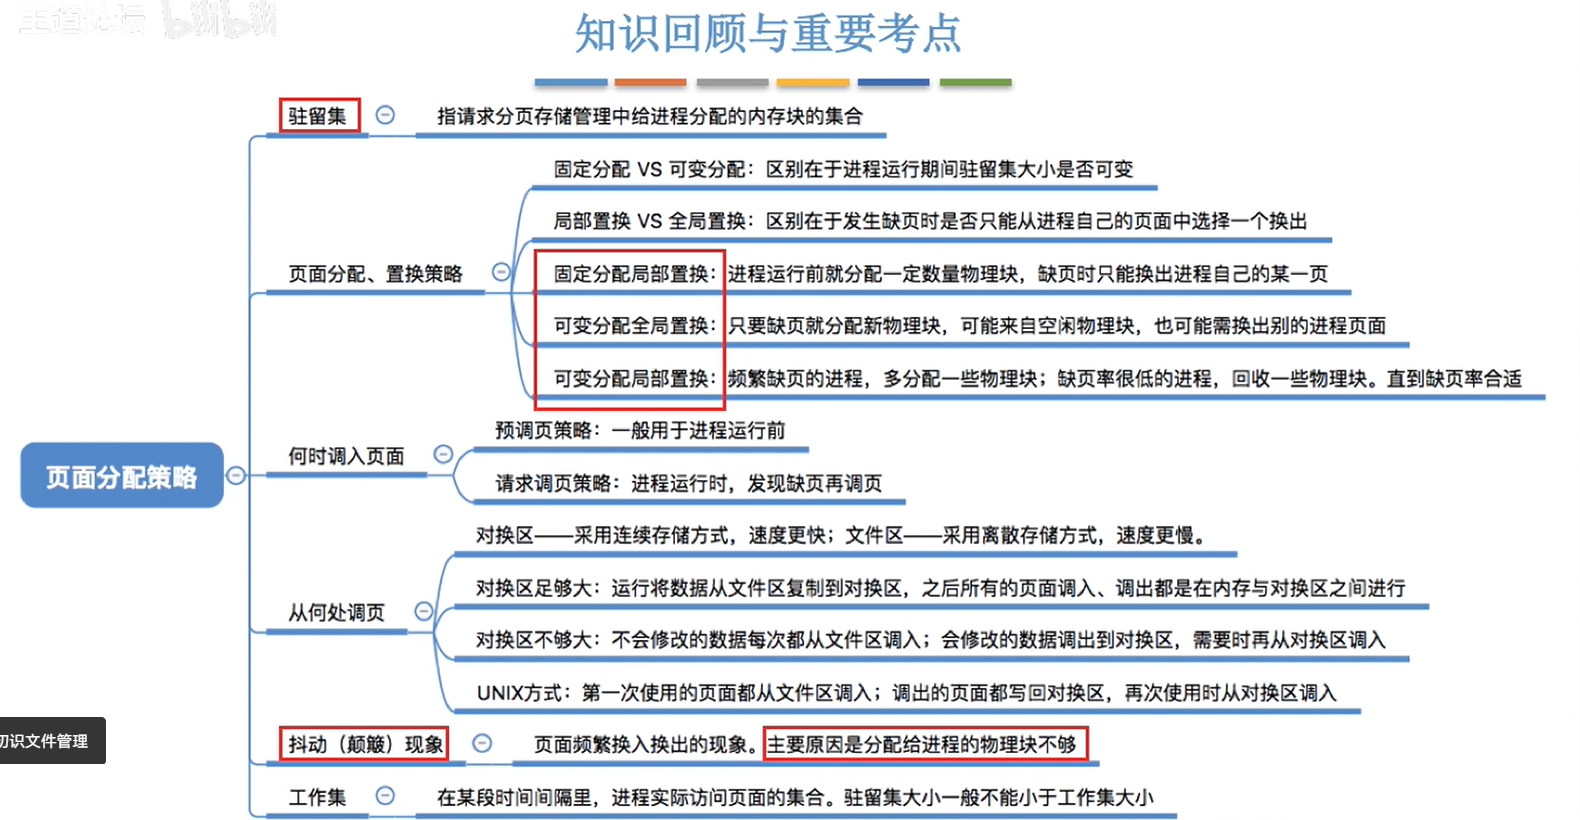 王道论坛 bilibili
知识回顾与重要考点
驻留集
指请求分页存储管理中给进程分配的内存块的集合
固定分配 VS 可变分配：区别在于进程运行期间驻留集大小是否可变
局部置换 VS 全局置换：区别在于发生缺页时是否只能从进程自己的页面中选择一个换出
页面分配、置换策略
固定分配局部置换：进程运行前就分配一定数量物理块，缺页时只能换出进程自己的某一页
可变分配全局置换：只要缺页就分配新物理块，可能来自空闲物理块，也可能需换出别的进程页面
可变分配局部置换：频繁缺页的进程，多分配一些物理块；缺页率很低的进程，回收一些物理块。直到缺页率合适
预调页策略：一般用于进程运行前
何时调入页面
请求调页策略：进程运行时，发现缺页再调页
页面分配策略
对换区——采用连续存储方式，速度更快；文件区——采用离散存储方式，速度更慢。
对换区足够大：运行将数据从文件区复制到对换区，之后所有的页面调入、调出都是在内存与对换区之间进行
从何处调页
对换区不够大：不会修改的数据每次都从文件区调入；会修改的数据调出到对换区，需要时再从对换区调入
UNIX方式：第一次使用的页面都从文件区调入；调出的页面都写回对换区，再次使用时从对换区调入
初识文件管理
抖动（颠簸）现象
页面频繁换入换出的现象。主要原因是分配给进程的物理块不够
工作集
在某段时间间隔里，进程实际访问页面的集合。驻留集大小一般不能小于工作集大小